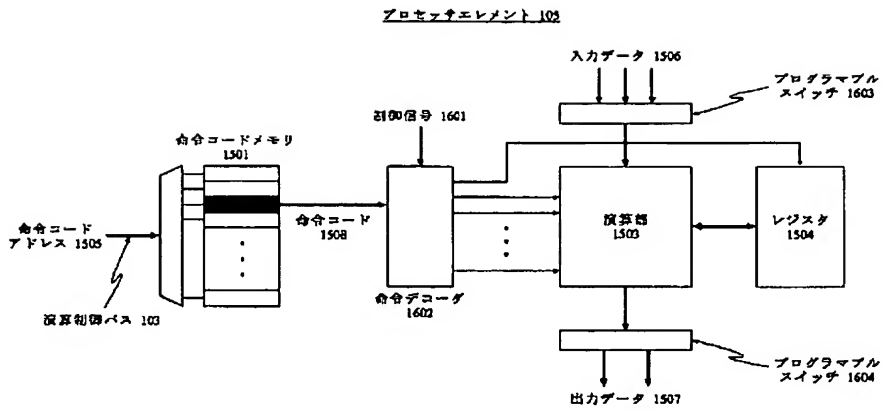 プロセッサエレメント 105
入力データ 1506
プログラマブル
スイッチ 1603
制御信号 1601
命令コードメモリ
1501
命令コード
1508
演算器
1503
レジスタ
1504
命令コード
アドレス 1505
命令デコーダ
1602
演算制御バス 103
プログラマブル
スイッチ 1604
出力データ 1507